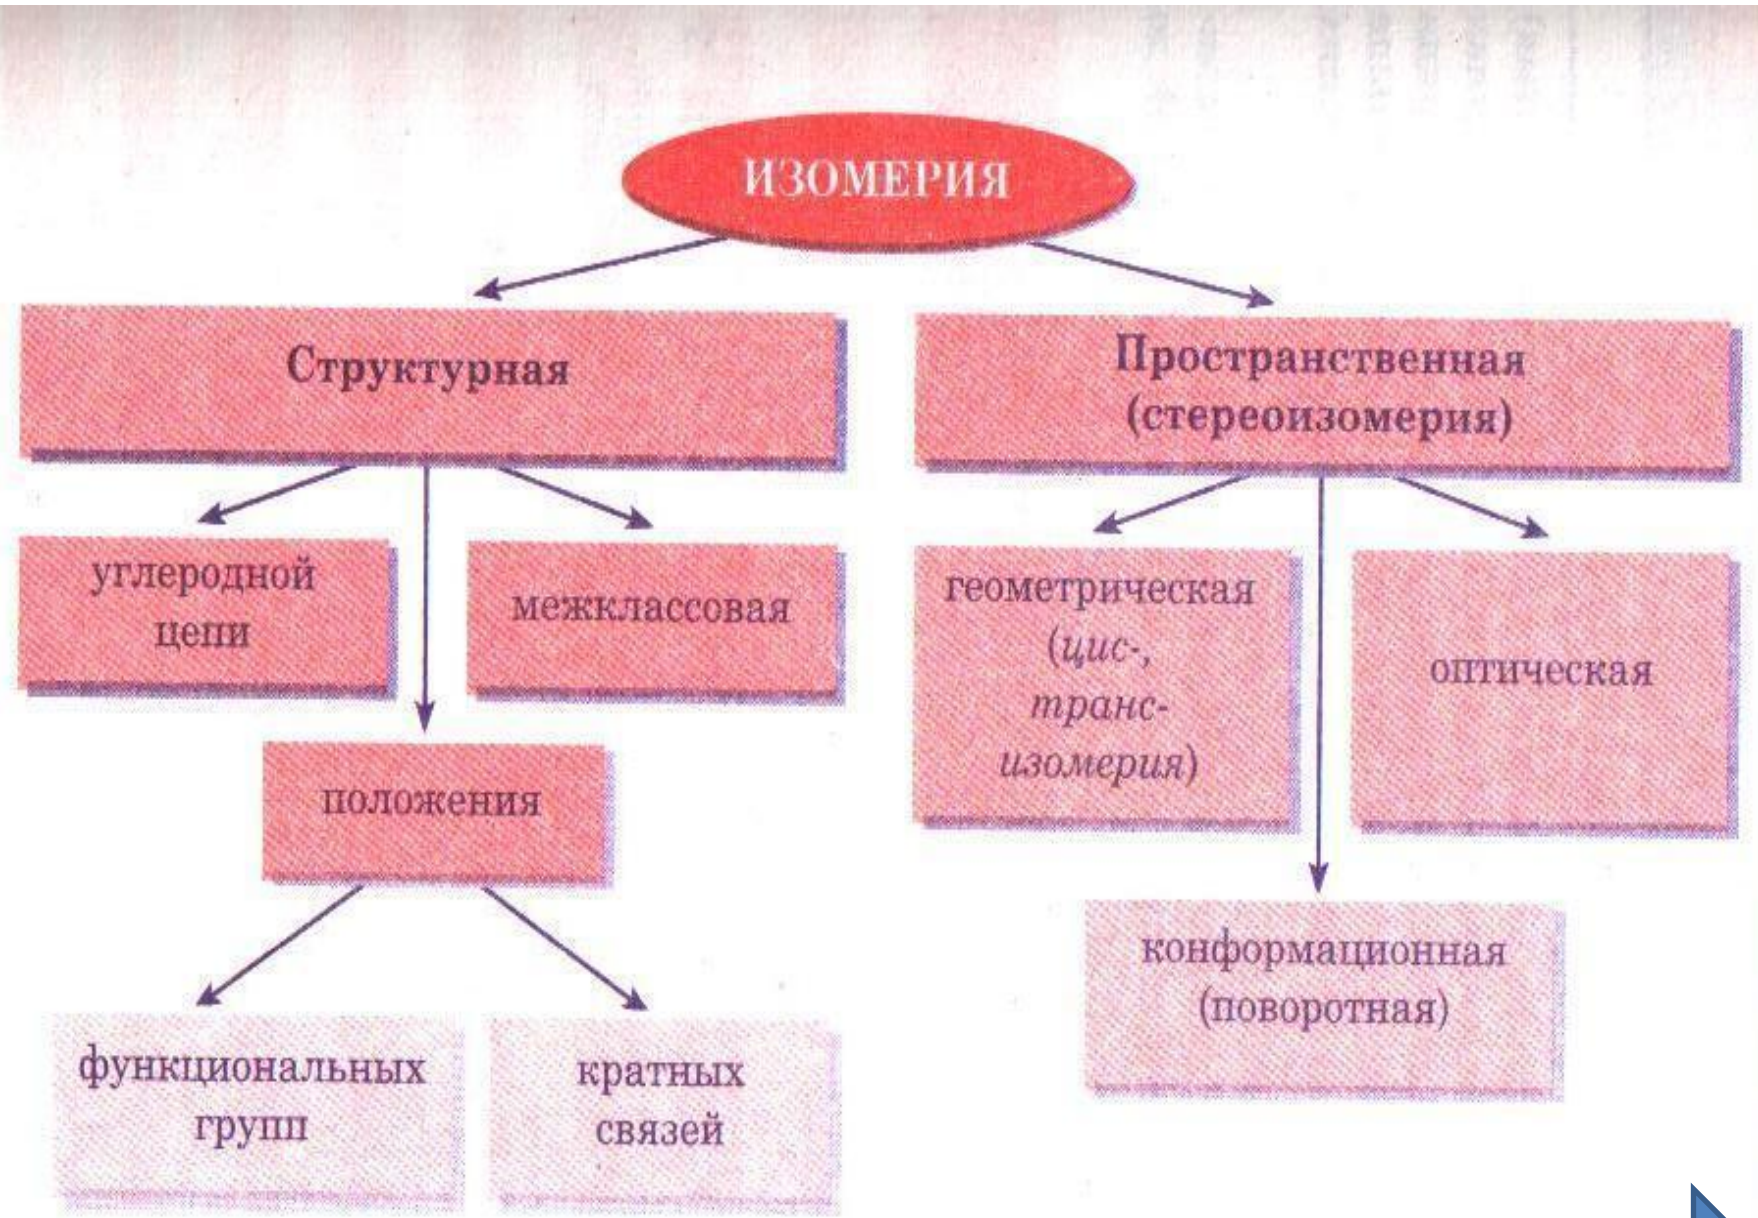 ИЗОМЕРИЯ
Структурная
Пространственная
(стереоизомерия)
углеродной
цепи
межклассовая
положения
функциональных
групп
кратных
связей
геометрическая
(цис-,
транс-
изомерия)
оптическая
конформационная
(поворотная)